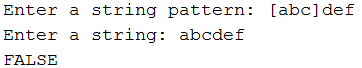 Enter a string pattern: [abc]def
Enter a string: abcdef
FALSE